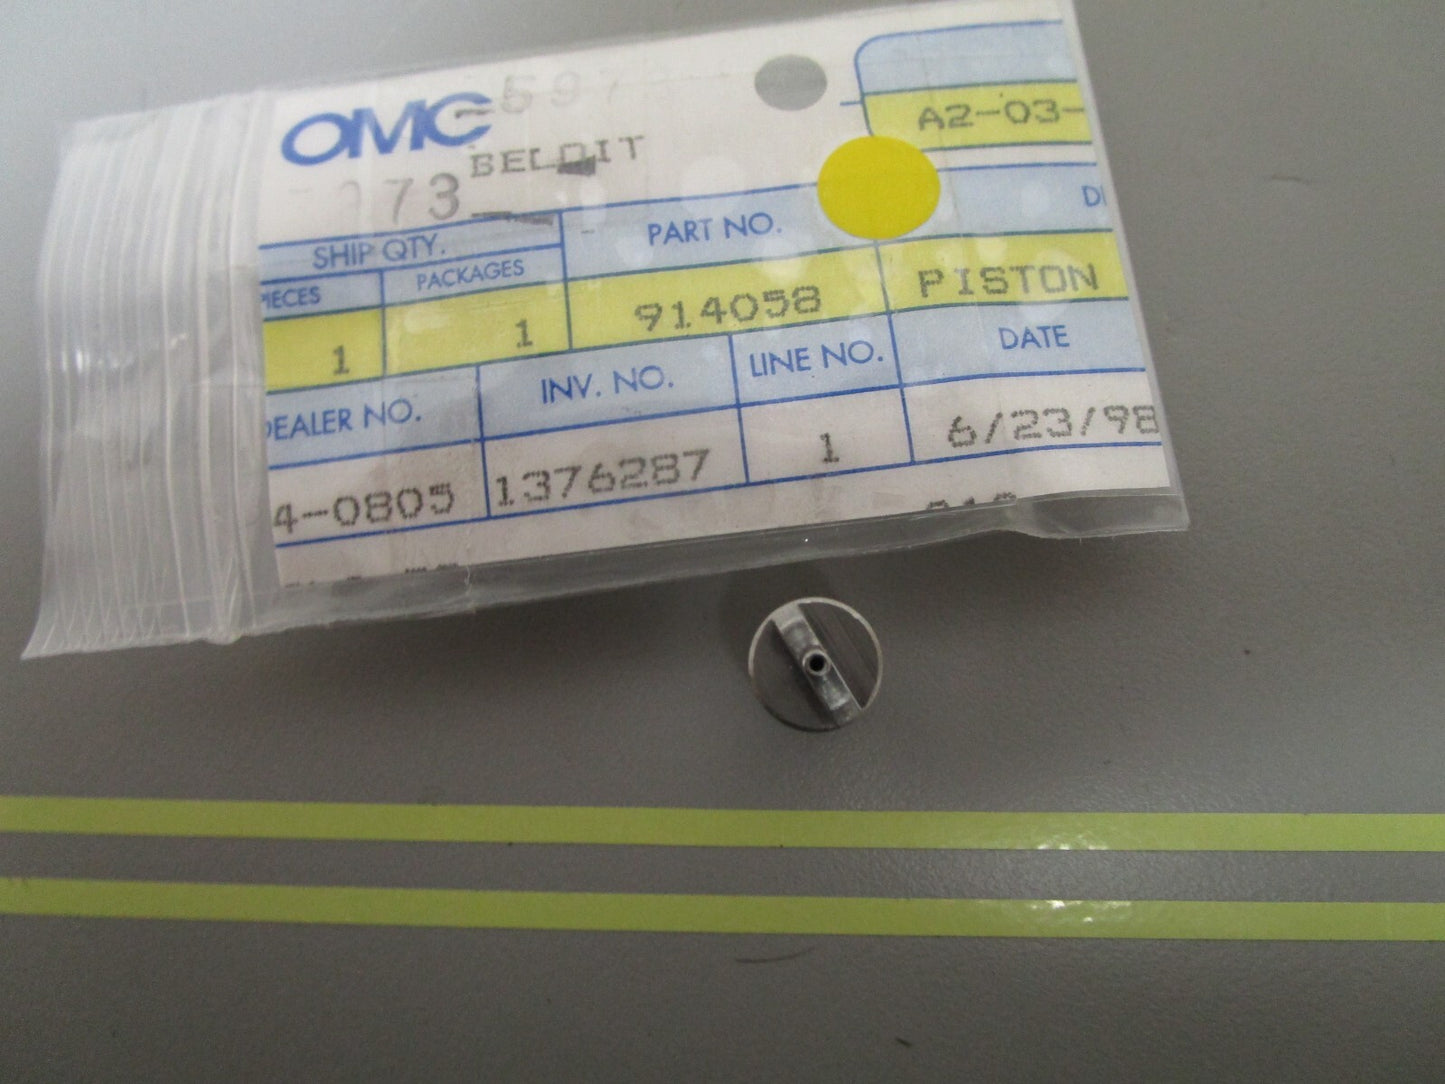 OMC
BELOIT
73
A2-03-
SHIP QTY.
PART NO.
PACKAGES
1
1
914058
PISTON
DEALER NO.
INV. NO.
LINE NO.
DATE
4-0805
1376287
1
6/23/98